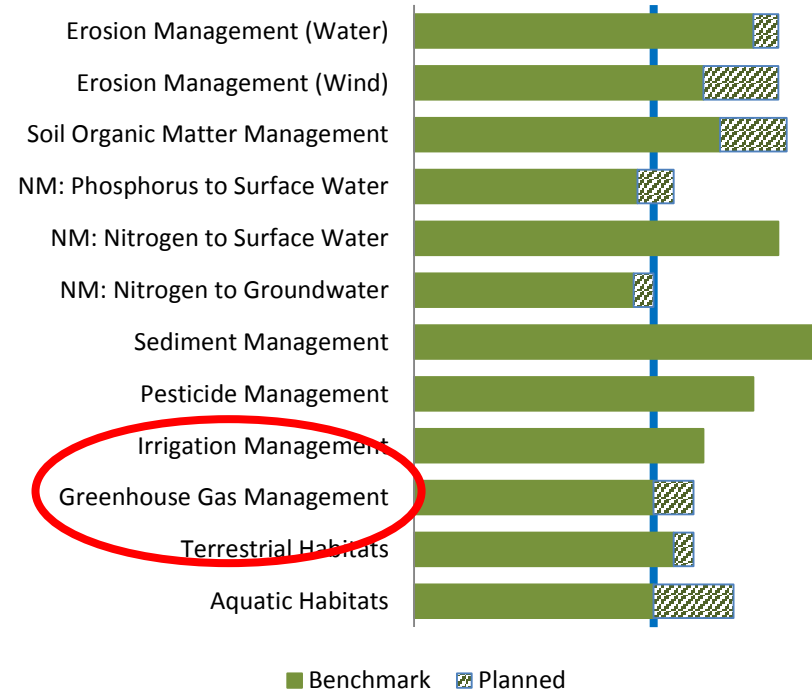 Erosion Management (Water)
Erosion Management (Wind)
Soil Organic Matter Management
NM: Phosphorus to Surface Water
NM: Nitrogen to Surface Water
NM: Nitrogen to Groundwater
Sediment Management
Pesticide Management
Irrigation Management
Greenhouse Gas Management
Terrestrial Habitats
Aquatic Habitats
Benchmark Planned